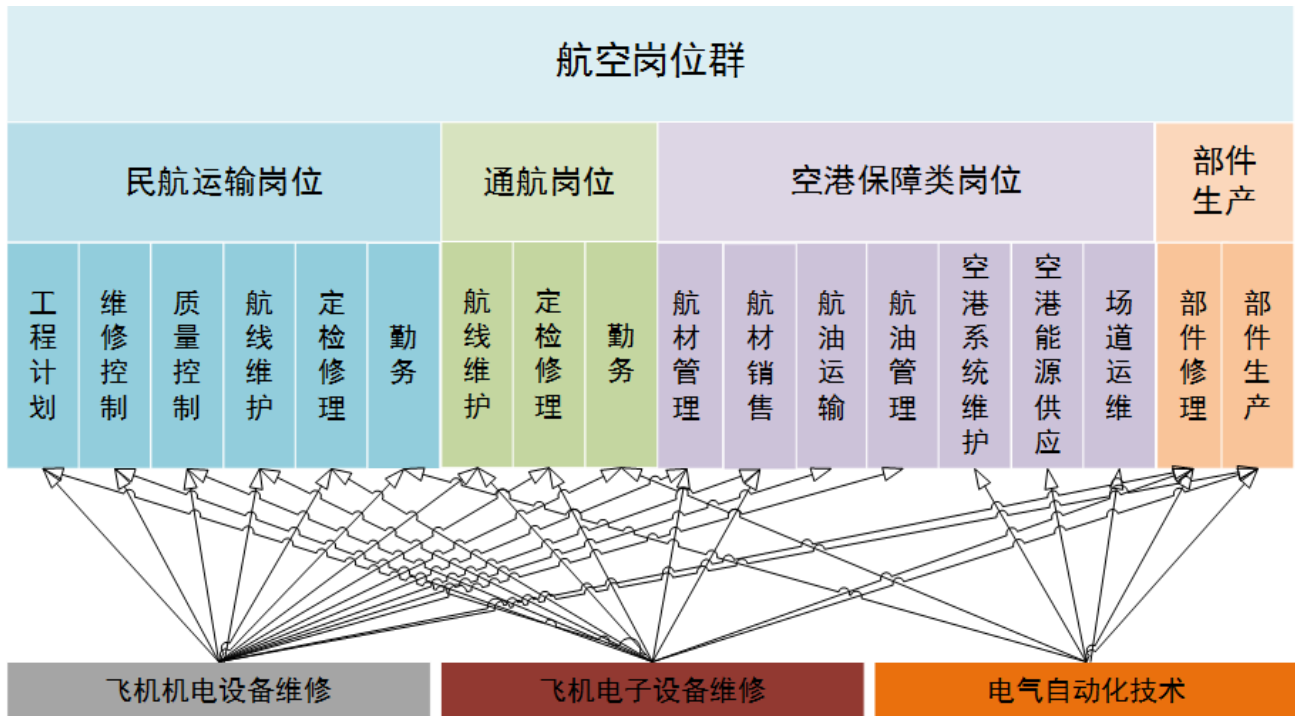 航空岗位群
民航运输岗位
通航岗位
空港保障类岗位
部件
生产
工程计划
维修控制
质量控制
航线维护
定检修理
勤务
航线维护
定检修理
勤务
航材管理
航材销售
航油运输
航油管理
空港系统维护
空港能源供应
场道运维
部件修理
部件生产
飞机机电设备维修
飞机电子设备维修
电气自动化技术